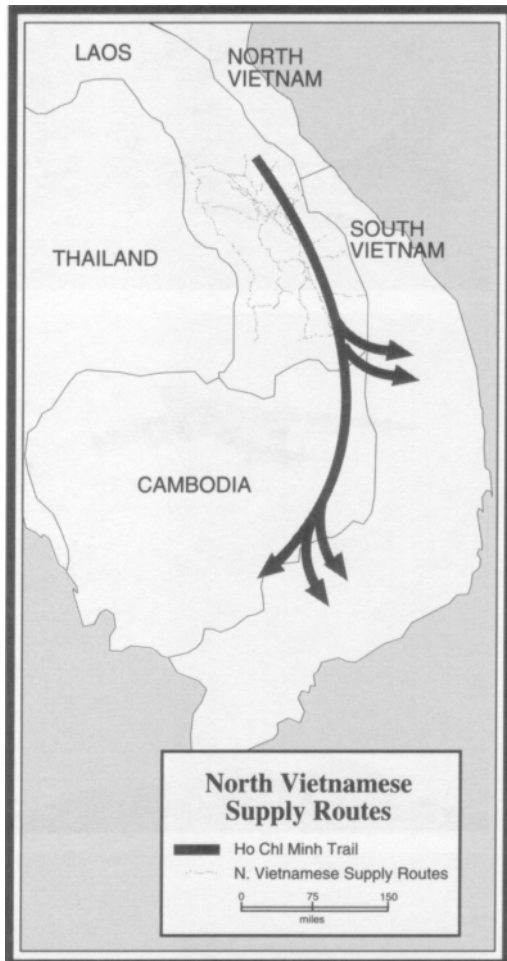 LAOS
NORTH
VIETNAM
THAILAND
SOUTH
VIETNAM
CAMBODIA
North Vietnamese
Supply Routes
Ho Chl Minh Trail
N. Vietnamese Supply Routes
0 75 150
miles